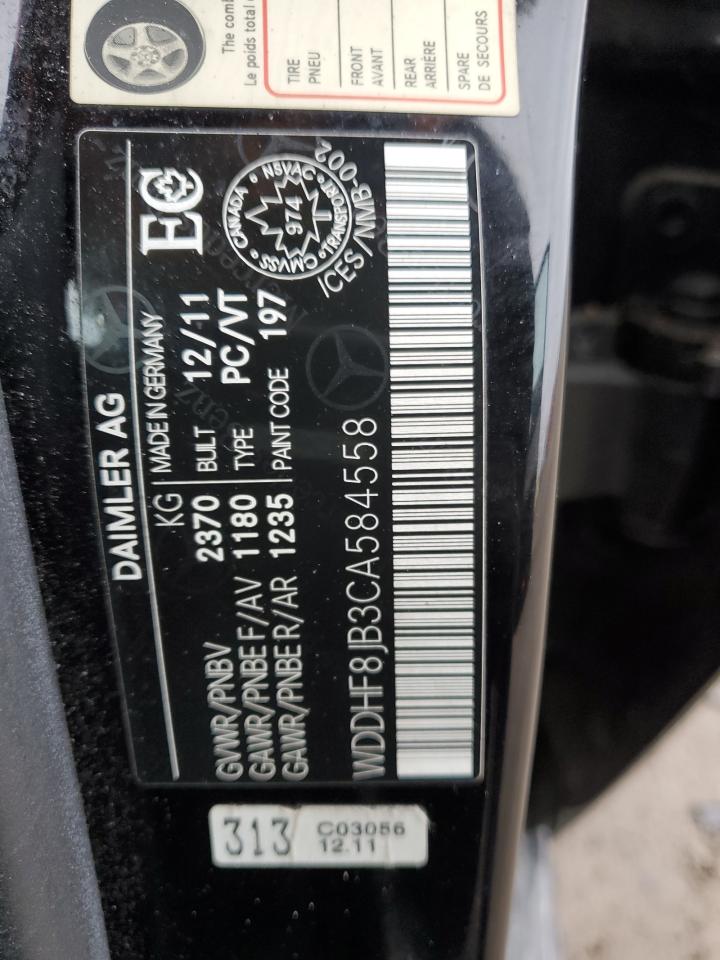 The com
Le poids total
TIRE
PNEU
FRONT
AVANT
REAR
ARRIÈRE
SPARE
DE SECOURS
DAIMLER AG
KG MADE IN GERMANY
GVWR/PNBV 2370 BUILT 12/11
GAWR/PNBE F/AV 1180 TYPE PC/VT
GAWR/PNBE R/AR 1235 PAINT CODE 197
EC
CANADA
NSVAC
TRANSPORT
CMVSS
974
ICES/NMB-002
WDDHF8JB3CA584558
313
C03056
12.11